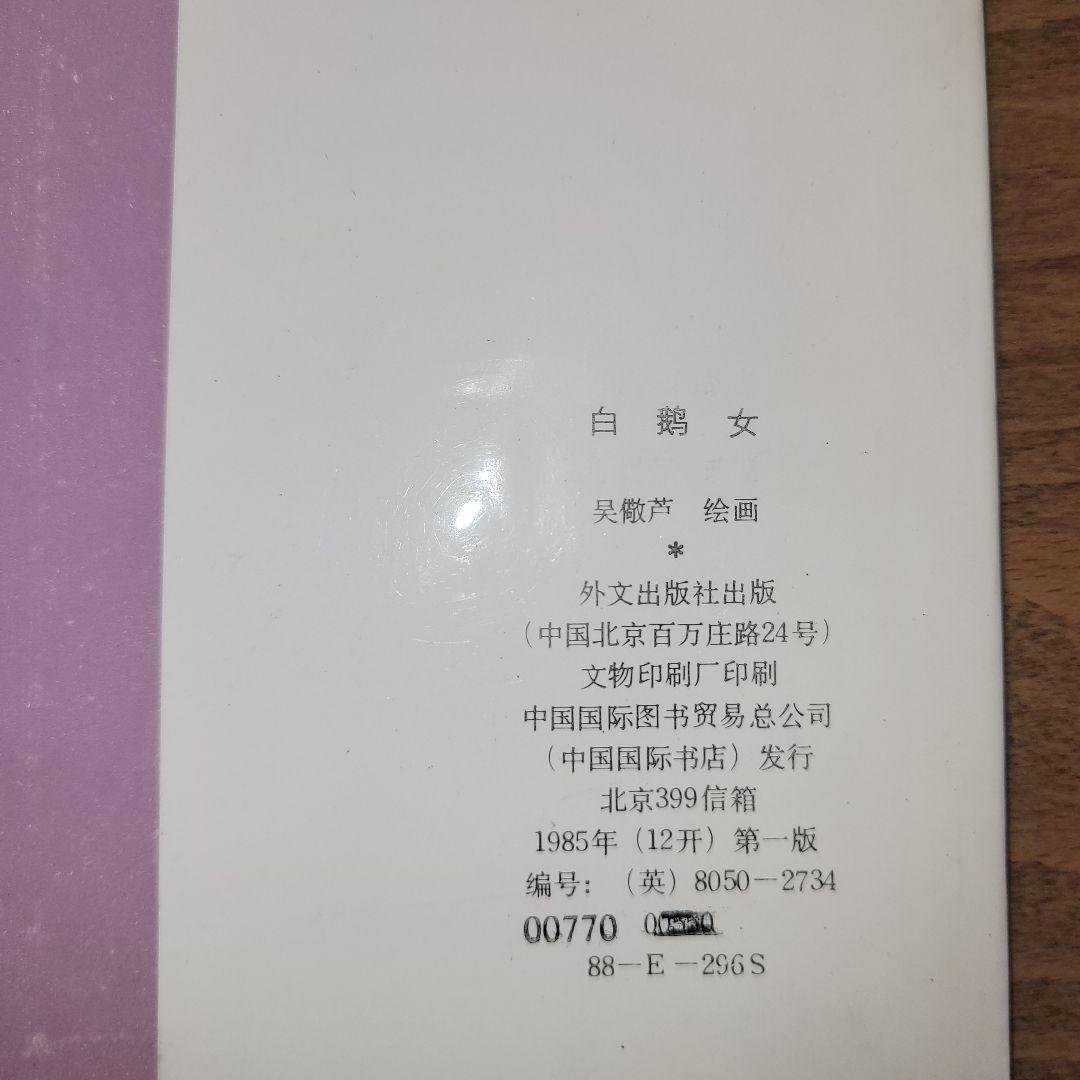 白 鹅 女
吴儆芦 绘画
*
外文出版社出版
（中国北京百万庄路24号）
文物印刷厂印刷
中国国际图书贸易总公司
（中国国际书店）发行
北京399信箱
1985年（12开）第一版
编号：（英）8050—2734
00770
88—E—296S